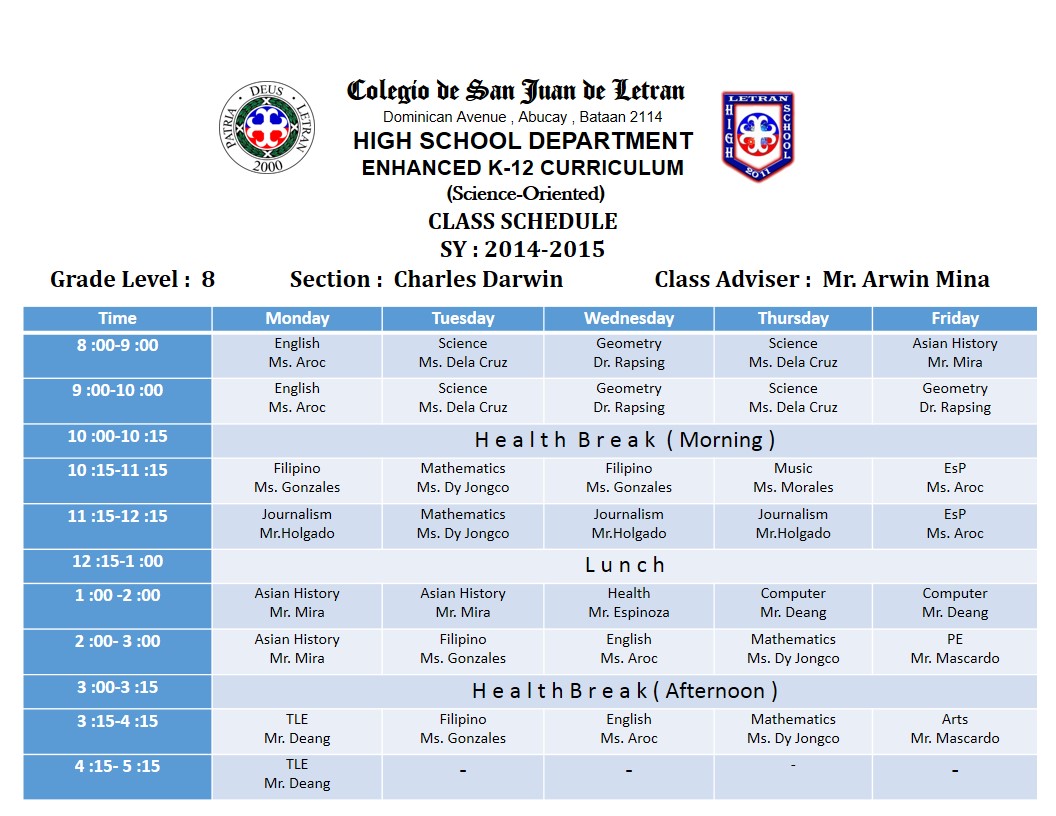 Colegio de San Juan de Letran
Dominican Avenue , Abucay , Bataan 2114
HIGH SCHOOL DEPARTMENT
ENHANCED K-12 CURRICULUM
(Science-Oriented)
CLASS SCHEDULE
SY : 2014-2015
PATRIA · DEUS · LETRAN
2000
LETRAN
HIGH SCHOOL
2011
Grade Level : 8 Section : Charles Darwin Class Adviser : Mr. Arwin Mina
Time Monday Tuesday Wednesday Thursday Friday
8 :00-9 :00 English Science Geometry Science Asian History
Ms. Aroc Ms. Dela Cruz Dr. Rapsing Ms. Dela Cruz Mr. Mira
9 :00-10 :00 English Science Geometry Science Geometry
Ms. Aroc Ms. Dela Cruz Dr. Rapsing Ms. Dela Cruz Dr. Rapsing
10 :00-10 :15 Health Break ( Morning )
10 :15-11 :15 Filipino Mathematics Filipino Music EsP
Ms. Gonzales Ms. Dy Jongco Ms. Gonzales Ms. Morales Ms. Aroc
11 :15-12 :15 Journalism Mathematics Journalism Journalism EsP
Mr.Holgado Ms. Dy Jongco Mr.Holgado Mr.Holgado Ms. Aroc
12 :15-1 :00 Lunch
1 :00 -2 :00 Asian History Asian History Health Computer Computer
Mr. Mira Mr. Mira Mr. Espinoza Mr. Deang Mr. Deang
2 :00- 3 :00 Asian History Filipino English Mathematics PE
Mr. Mira Ms. Gonzales Ms. Aroc Ms. Dy Jongco Mr. Mascardo
3 :00-3 :15 Health Break ( Afternoon )
3 :15-4 :15 TLE Filipino English Mathematics Arts
Mr. Deang Ms. Gonzales Ms. Aroc Ms. Dy Jongco Mr. Mascardo
4 :15- 5 :15 TLE - - - -
Mr. Deang